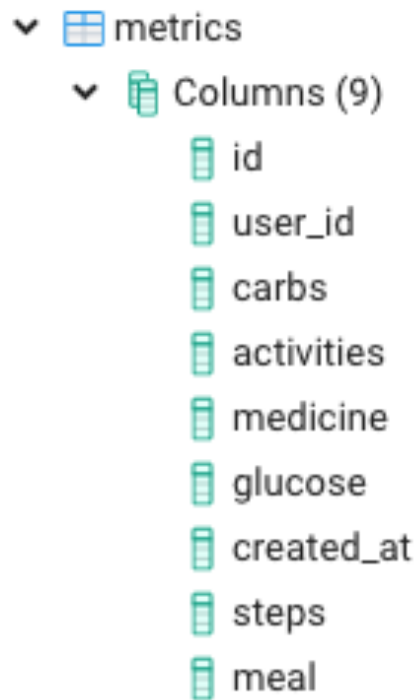 metrics
Columns (9)
id
user_id
carbs
activities
medicine
glucose
created_at
steps
meal